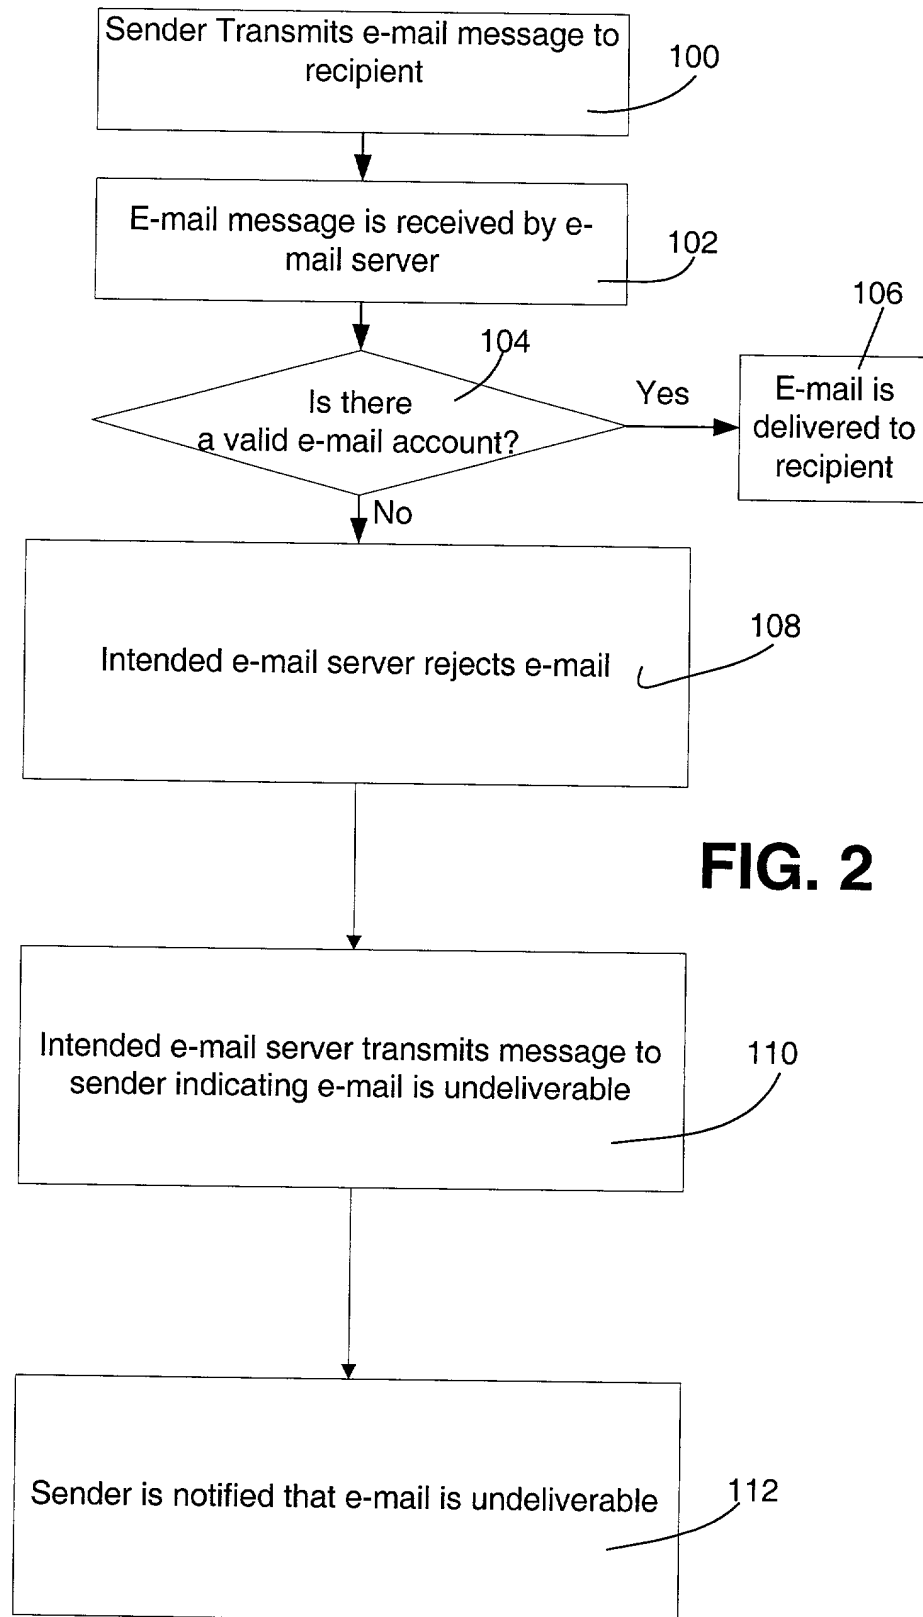 Sender Transmits e-mail message to
recipient
100
E-mail message is received by e-
mail server
102
106
104
Is there
a valid e-mail account?
Yes
E-mail is
delivered to
recipient
No
Intended e-mail server rejects e-mail
108
FIG. 2
Intended e-mail server transmits message to
sender indicating e-mail is undeliverable
110
Sender is notified that e-mail is undeliverable
112